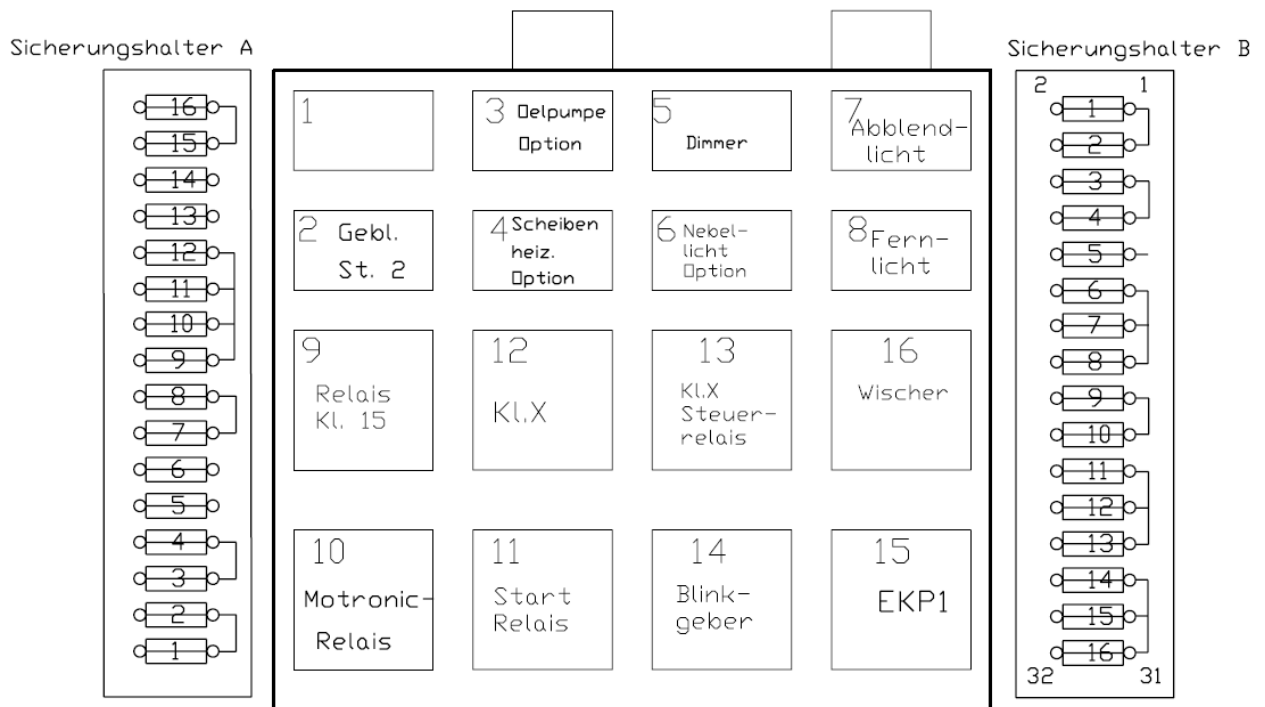 Sicherungshalter A
16
15
14
13
12
11
10
9
8
7
6
5
4
3
2
1
1
3 Oelpumpe
Option
5
Dimmer
7
Abblend-
licht
2 Gebl.
St. 2
4 Scheiben
heiz.
Option
6 Nebel-
licht
Option
8 Fern-
licht
9
Relais
Kl. 15
12
Kl.X
13
Kl.X
Steuer-
relais
16
Wischer
10
Motronic-
Relais
11
Start
Relais
14
Blink-
geber
15
EKP1
Sicherungshalter B
2 1
1
2
3
4
5
6
7
8
9
10
11
12
13
14
15
16
32 31